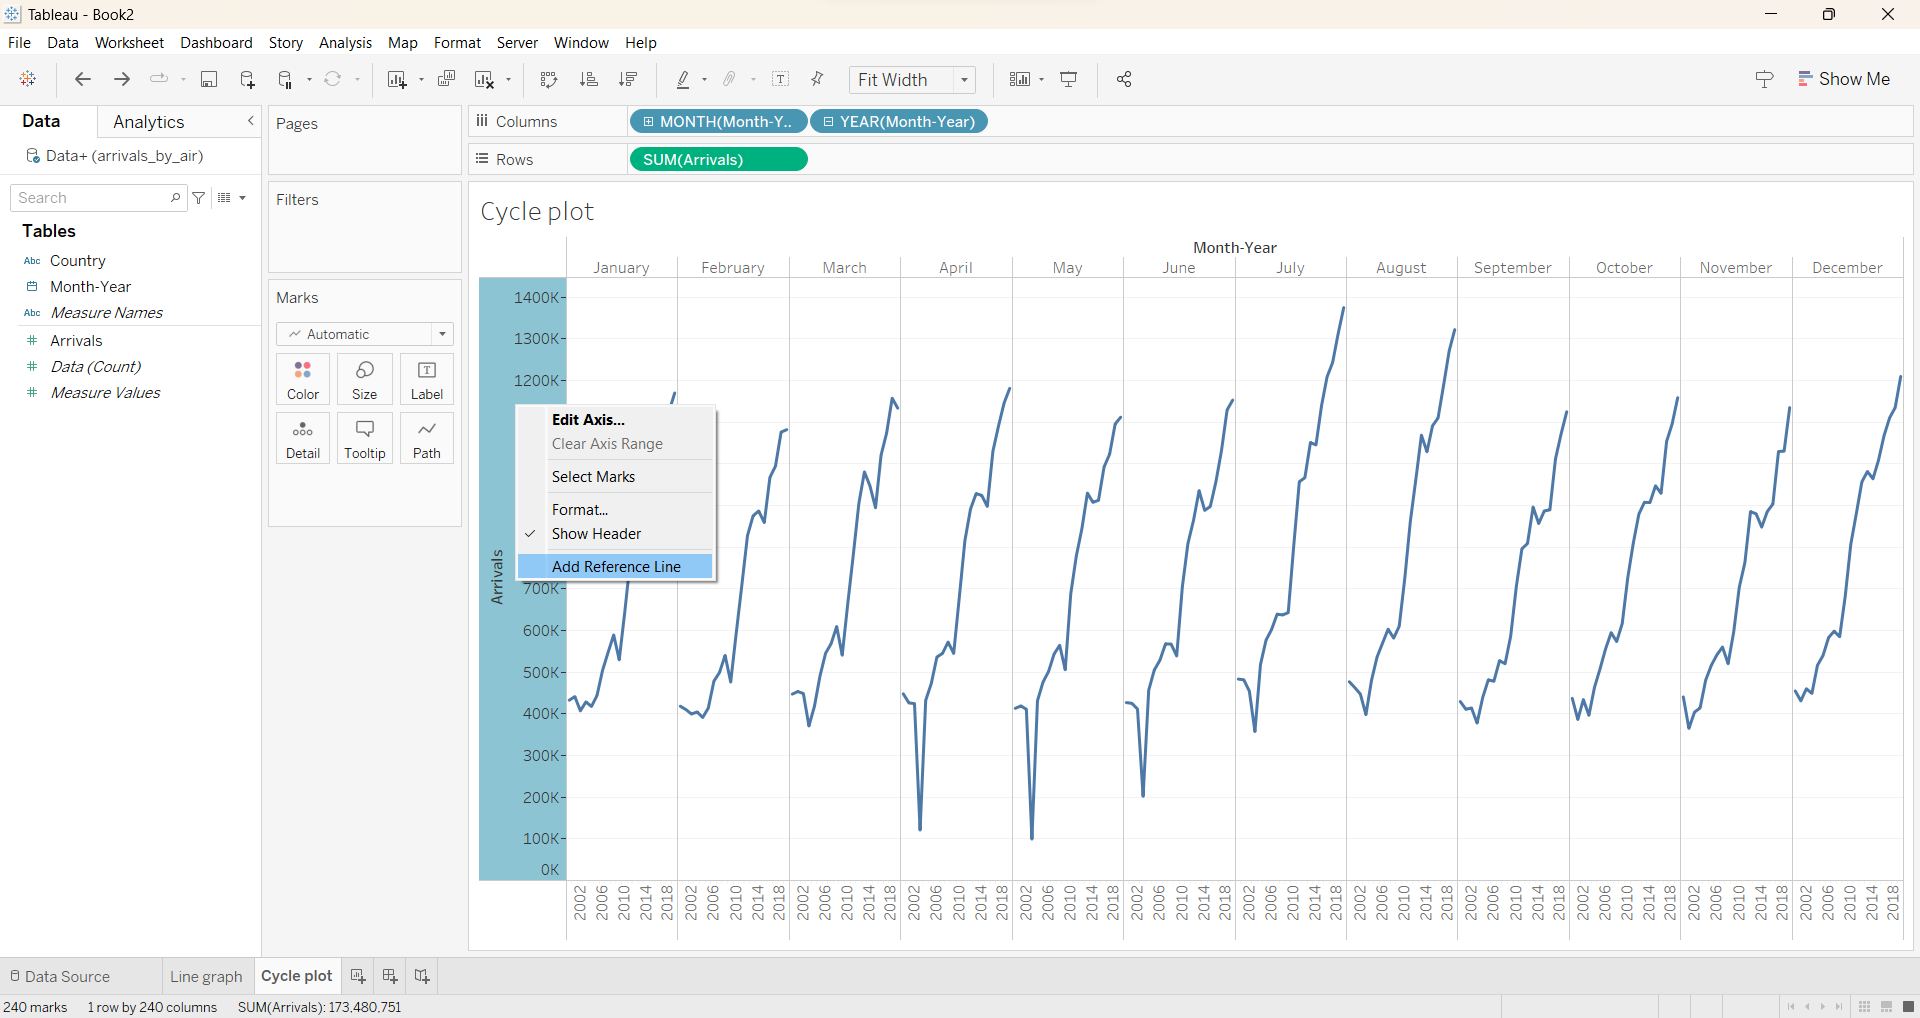 Tableau - Book2
File Data Worksheet Dashboard Story Analysis Map Format Server Window Help
Fit Width
Show Me
Data Analytics
Data+ (arrivals_by_air)
Search
Tables
Abc Country
Month-Year
Abc Measure Names
Arrivals
Data (Count)
Measure Values
Pages
Filters
Marks
Automatic
Color Size Label
Detail Tooltip Path
Columns MONTH(Month-Y.. YEAR(Month-Year)
Rows SUM(Arrivals)
Cycle plot
Month-Year
January February March April May June July August September October November December
1400K
1300K
1200K
Edit Axis...
Clear Axis Range
Select Marks
Format...
Show Header
Add Reference Line
Arrivals
700K
600K
500K
400K
300K
200K
100K
0K
2002 2006 2010 2014 2018 2002 2006 2010 2014 2018 2002 2006 2010 2014 2018 2002 2006 2010 2014 2018 2002 2006 2010 2014 2018 2002 2006 2010 2014 2018 2002 2006 2010 2014 2018 2002 2006 2010 2014 2018 2002 2006 2010 2014 2018 2002 2006 2010 2014 2018 2002 2006 2010 2014 2018 2002 2006 2010 2014 2018
Data Source Line graph Cycle plot
240 marks 1 row by 240 columns SUM(Arrivals): 173,480,751